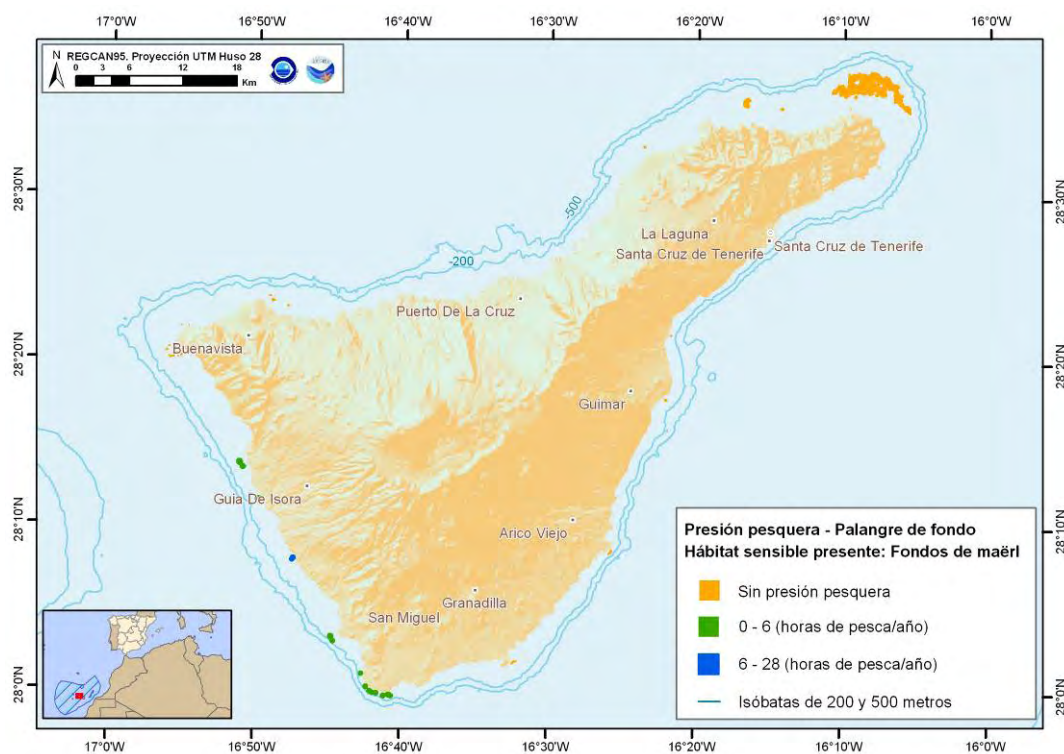 17°0'W 16°50'W 16°40'W 16°30'W 16°20'W 16°10'W 16°0'W
N REGCAN95, Proyección UTM Huso 28
0 3 6 12 18
Km
28°30'N 28°30'N
-500
La Laguna
Santa Cruz de Tenerife
Santa Cruz de Tenerife
-200
Puerto De La Cruz
Buenavista
28°20'N 28°20'N
Guimar
Guía De Isora
28°10'N 28°10'N
Arico Viejo
Granadilla
San Miguel
28°0'N 28°0'N
Presión pesquera - Palangre de fondo
Hábitat sensible presente: Fondos de maërl
Sin presión pesquera
0 - 6 (horas de pesca/año)
6 - 28 (horas de pesca/año)
Isóbatas de 200 y 500 metros
17°0'W 16°50'W 16°40'W 16°30'W 16°20'W 16°10'W 16°0'W